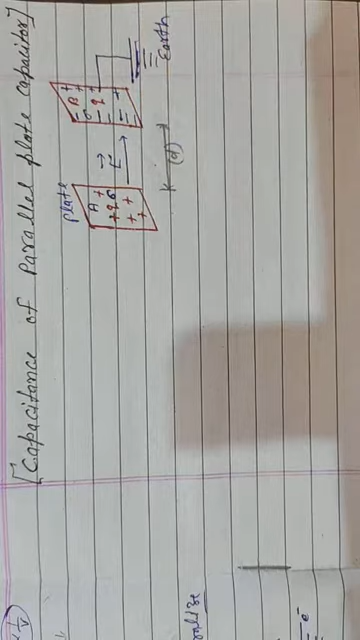 [Capacitance of Parallel plate capacitor]
Plate
A +
+q σ
+ +
+
→
E
A +
σ q +
Earth
(d)